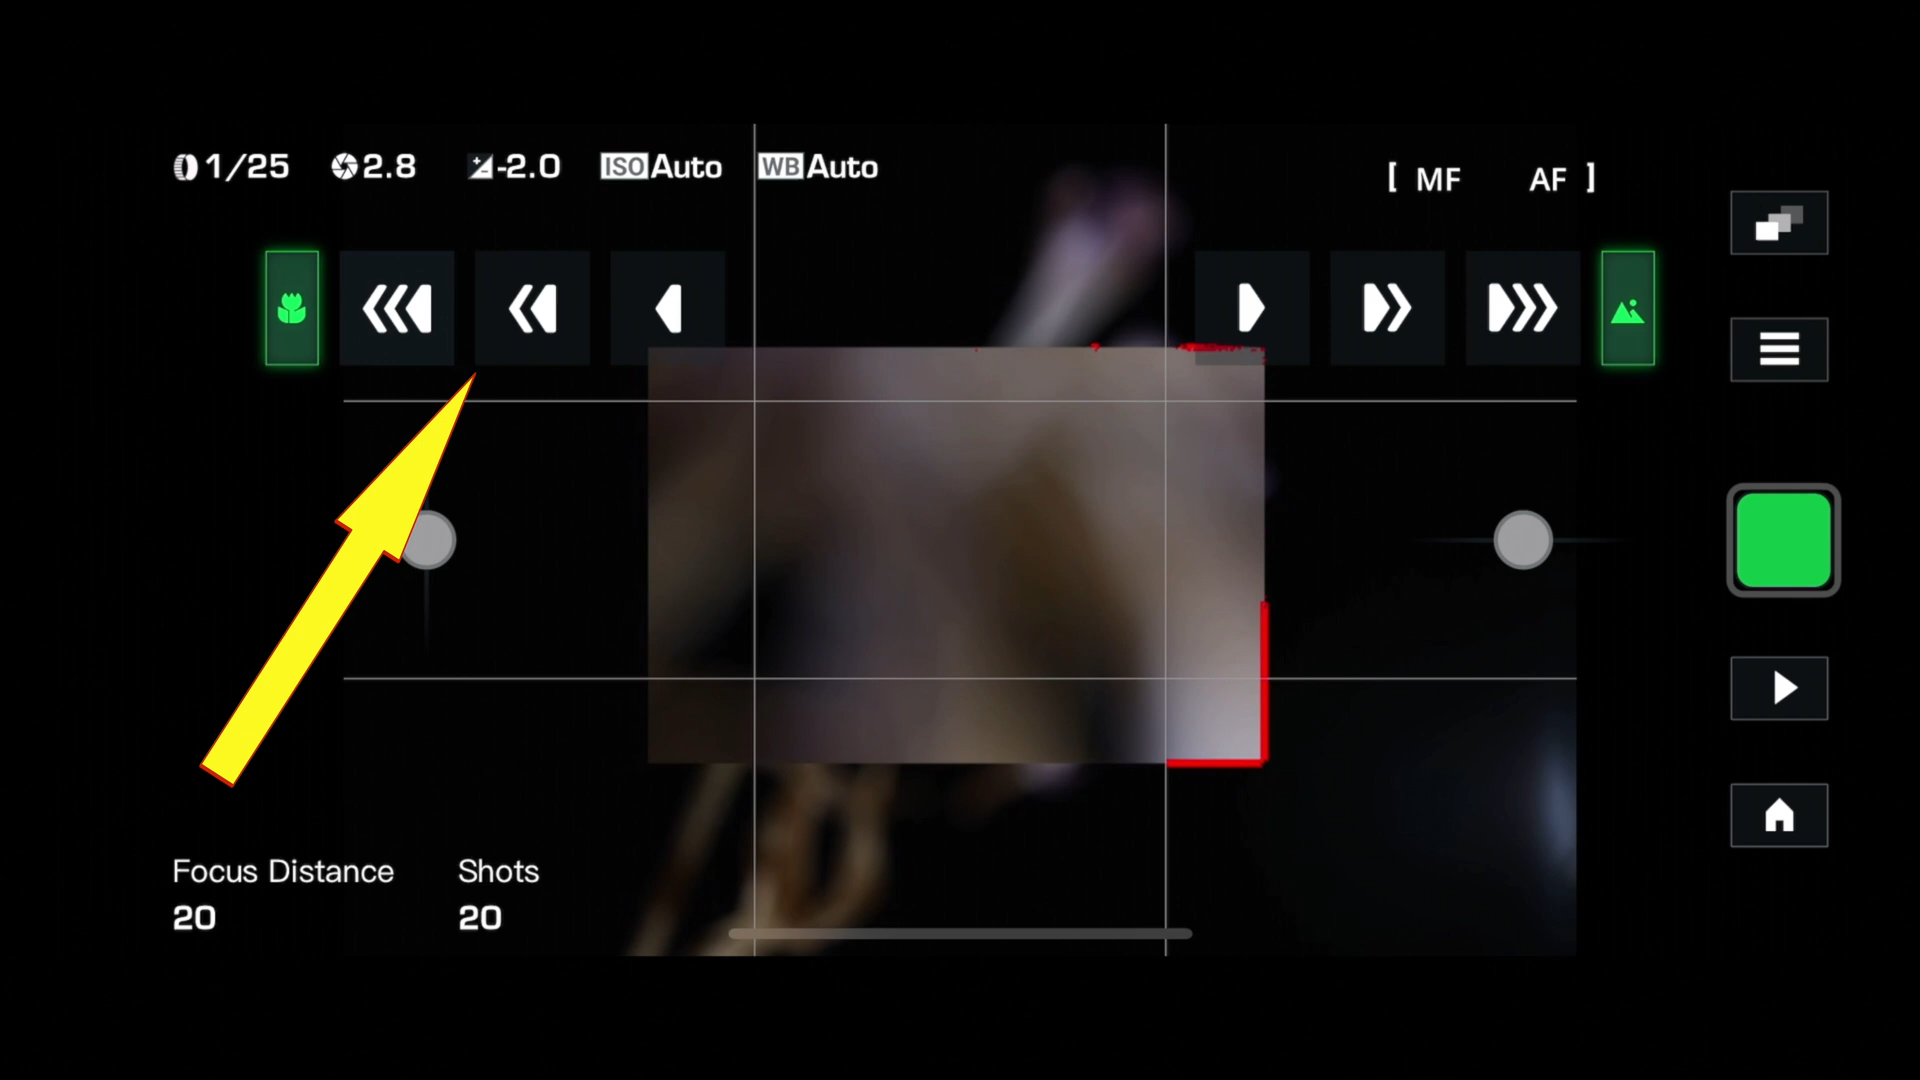 1/25 2.8 -2.0 ISO Auto WB Auto
[ MF AF ]
Focus Distance Shots
20 20